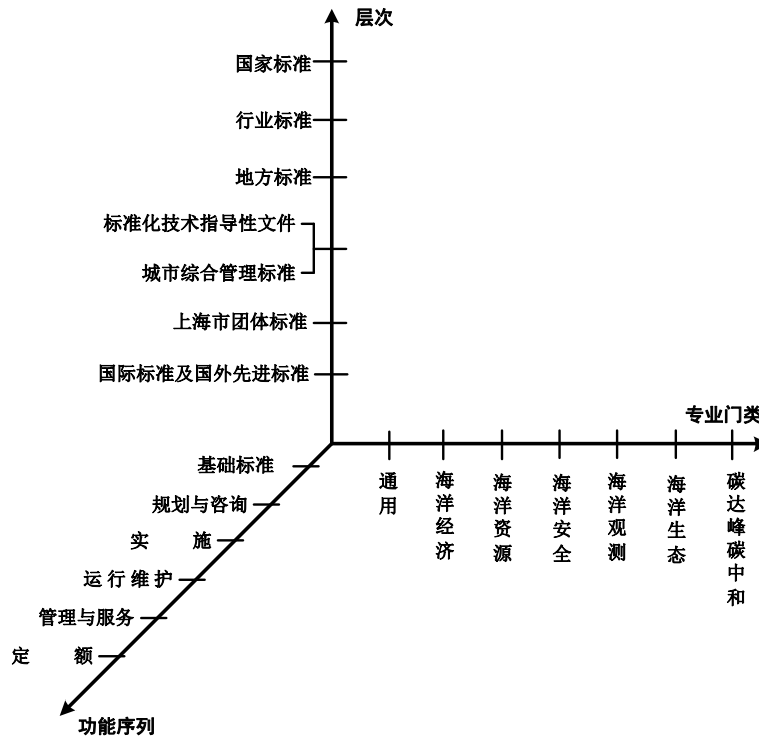 层次
国家标准
行业标准
地方标准
标准化技术指导性文件
城市综合管理标准
上海市团体标准
国际标准及国外先进标准
专业门类
通用
海洋经济
海洋资源
海洋安全
海洋观测
海洋生态
碳达峰碳中和
基础标准
规划与咨询
实 施
运行维护
管理与服务
定 额
功能序列